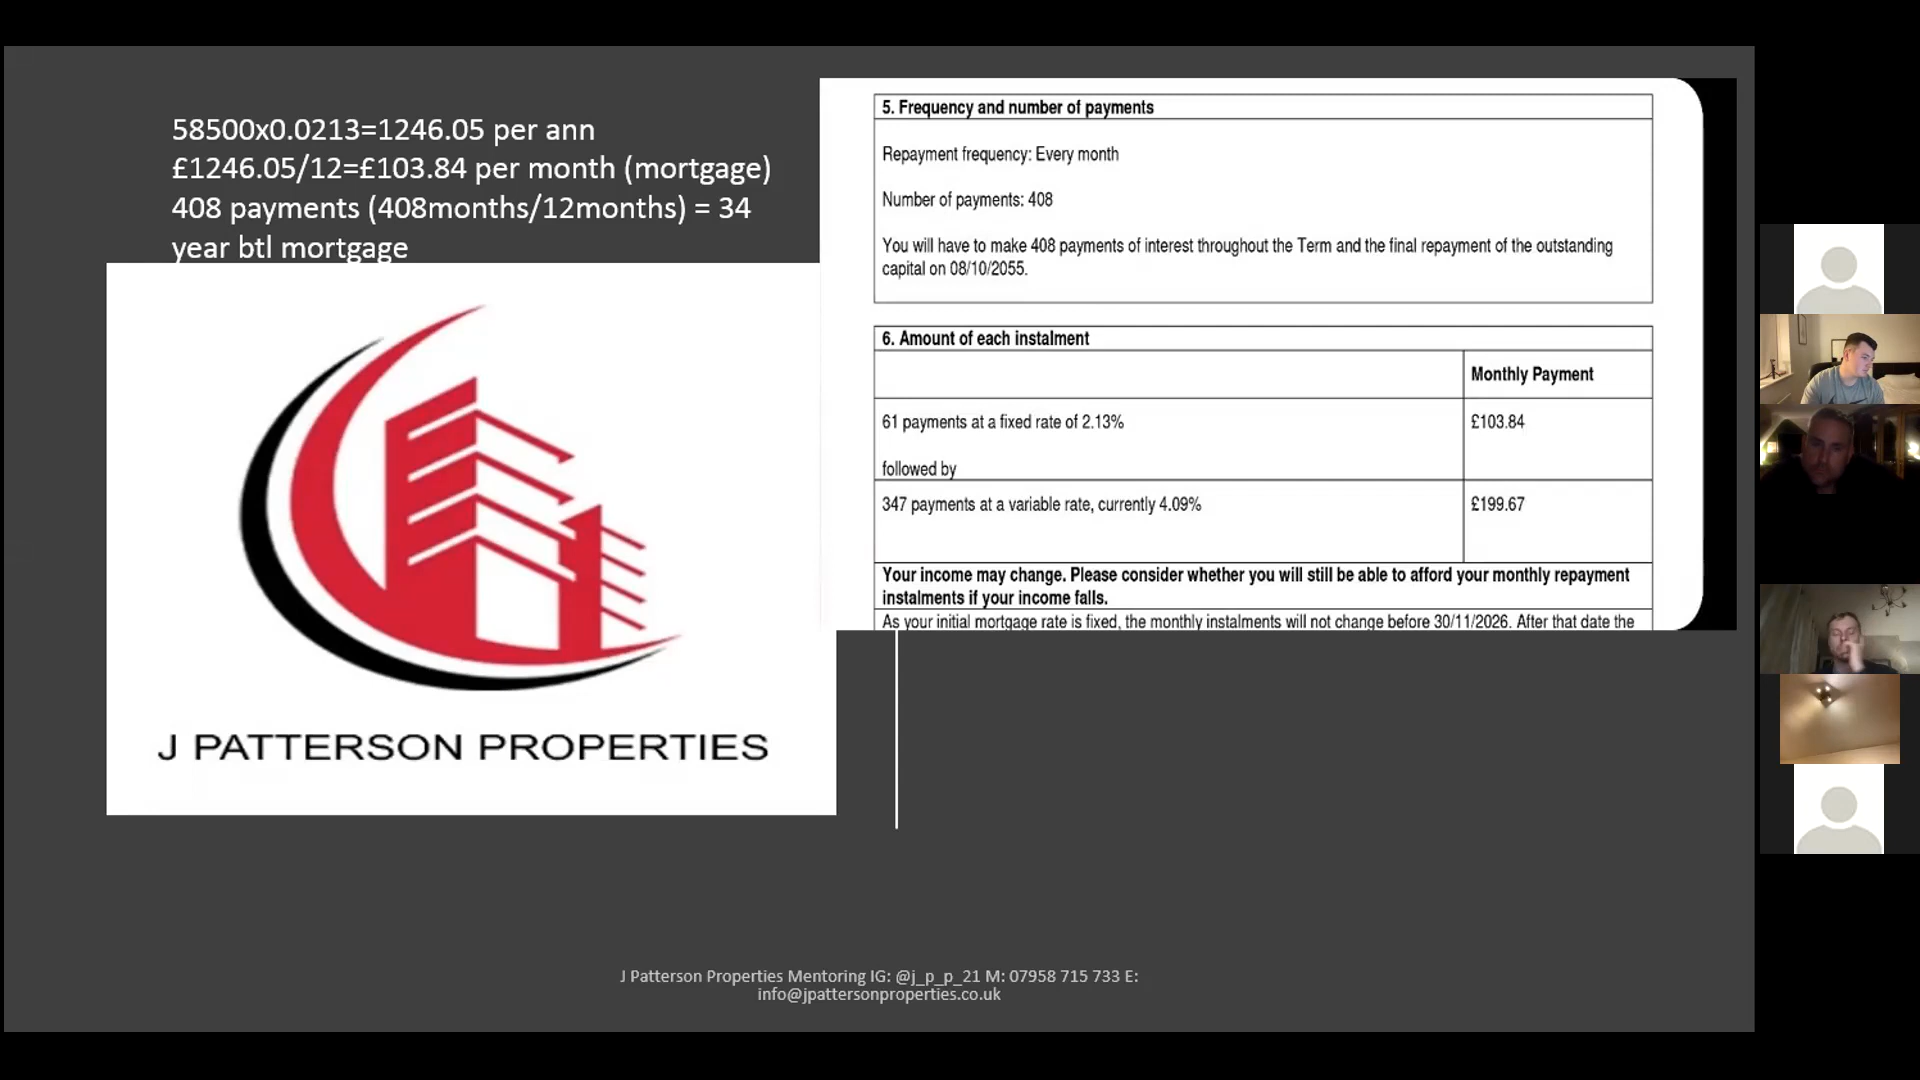 58500x0.0213=1246.05 per ann
£1246.05/12=£103.84 per month (mortgage)
408 payments (408months/12months) = 34
year btl mortgage
J PATTERSON PROPERTIES
5. Frequency and number of payments
Repayment frequency: Every month
Number of payments: 408
You will have to make 408 payments of interest throughout the Term and the final repayment of the outstanding
capital on 08/10/2055.
6. Amount of each instalment
Monthly Payment
61 payments at a fixed rate of 2.13%
£103.84
followed by
347 payments at a variable rate, currently 4.09%
£199.67
Your income may change. Please consider whether you will still be able to afford your monthly repayment
instalments if your income falls.
As your initial mortgage rate is fixed, the monthly instalments will not change before 30/11/2026. After that date the
J Patterson Properties Mentoring IG: @j_p_p_21 M: 07958 715 733 E:
info@jpattersonproperties.co.uk